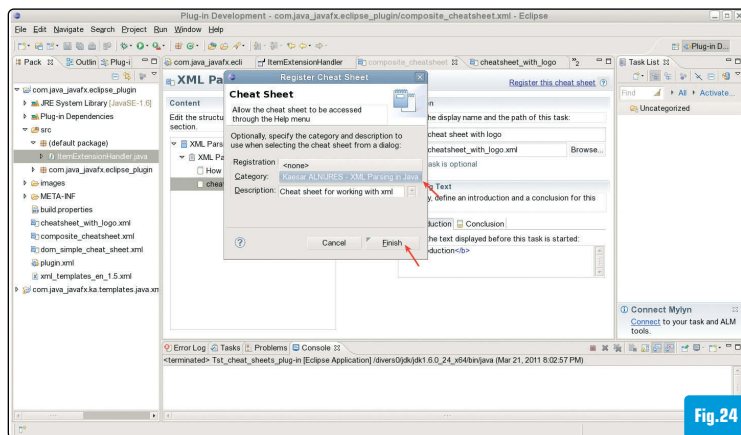 Plug-in Development - com.java_javafx.eclipse_plugin/composite_cheatsheet.xml - Eclipse
File Edit Navigate Search Project Run Window Help
Plug-in D...
Pack Outlin Plug-i
com.java_javafx.ecli ItemExtensionHandler composite_cheatsheet cheatsheet_with_logo
Task List
com.java_javafx.eclipse_plugin
JRE System Library [JavaSE-1.6]
Plug-in Dependencies
src
(default package)
ItemExtensionHandler.java
com.java_javafx.eclipse_plugin
images
META-INF
build.properties
cheatsheet_with_logo.xml
composite_cheatsheet.xml
dom_simple_cheat_sheet.xml
plugin.xml
xml_templates_en_1.5.xml
com.java_javafx.ka.templates.java.xm
XML Pa
Register this cheat sheet
Content
Edit the structu
section.
XML Pars
XML Pa
How
cheat
Register Cheat Sheet
Cheat Sheet
Allow the cheat sheet to be accessed
through the Help menu
Optionally, specify the category and description to
use when selecting the cheat sheet from a dialog:
Registration
<none>
Category: Kaesar ALNIJRES - XML Parsing in Java
Description: Cheat sheet for working with xml
Cancel Finish
on
he display name and the path of this task:
cheat sheet with logo
cheatsheet_with_logo.xml Browse...
ask is optional
g Text
y, define an introduction and a conclusion for this
duction Conclusion
he text displayed before this task is started:
oduction</b>
Find All Activate...
Uncategorized
Connect Mylyn
Connect to your task and ALM
tools.
Error Log Tasks Problems Console
<terminated> Tst_cheat_sheets_plug-in [Eclipse Application] /divers0/jdk/jdk1.6.0_24_x64/bin/java (Mar 21, 2011 8:02:57 PM)
Fig.24